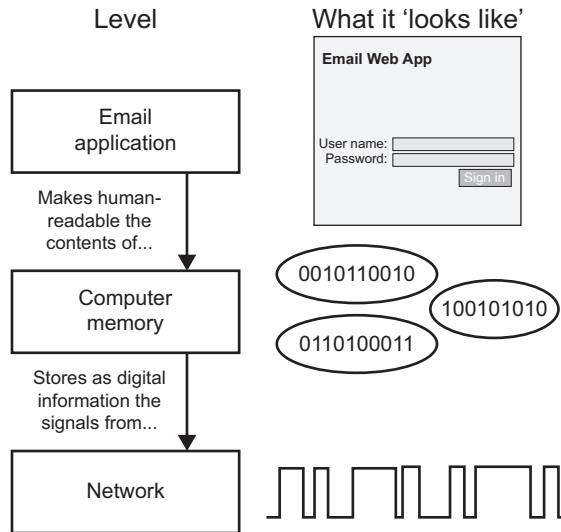 Level
What it ‘looks like’
Email Web App
Email
application
User name:
Password:
Sign in
Makes human-
readable the
contents of...
0010110010
Computer
memory
100101010
0110100011
Stores as digital
information the
signals from...
Network